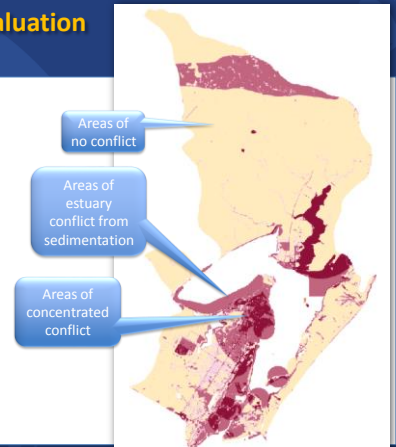 aluation
Areas of
no conflict
Areas of
estuary
conflict from
sedimentation
Areas of
concentrated
conflict